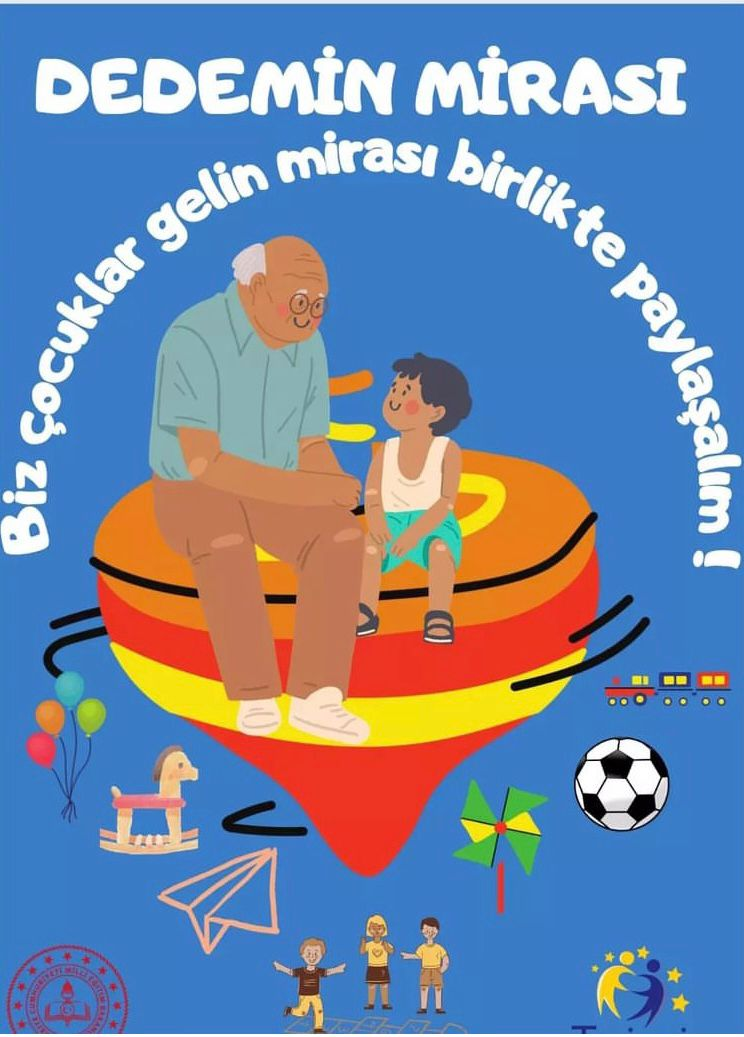 DEDEMİN MİRASI
Biz çocuklar gelin mirası birlikte paylaşalım !